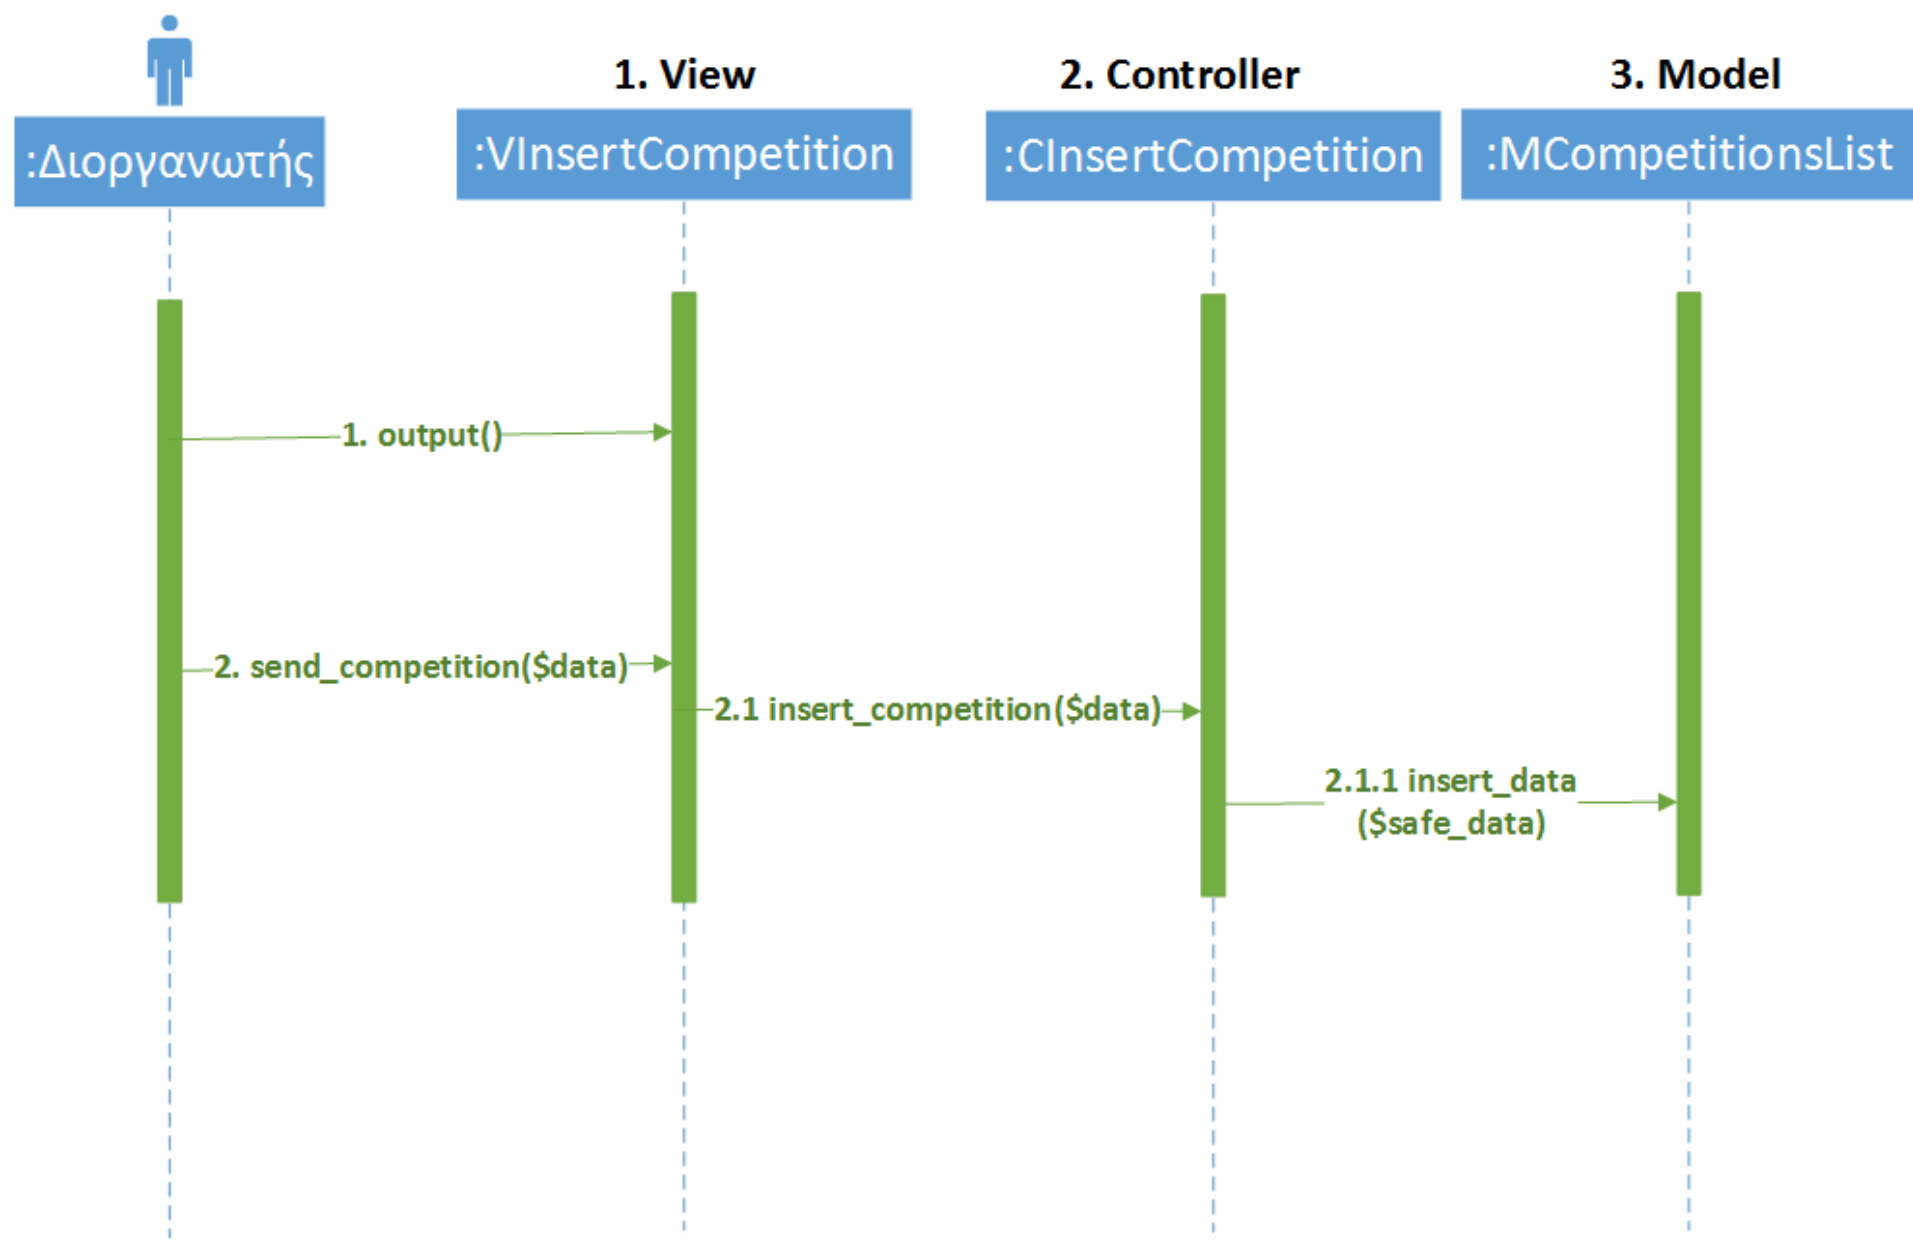 1. View
2. Controller
3. Model
:Διοργανωτής
:VInsertCompetition
:CInsertCompetition
:MCompetitionsList
1. output()
2. send_competition($data)
2.1 insert_competition($data)
2.1.1 insert_data
($safe_data)